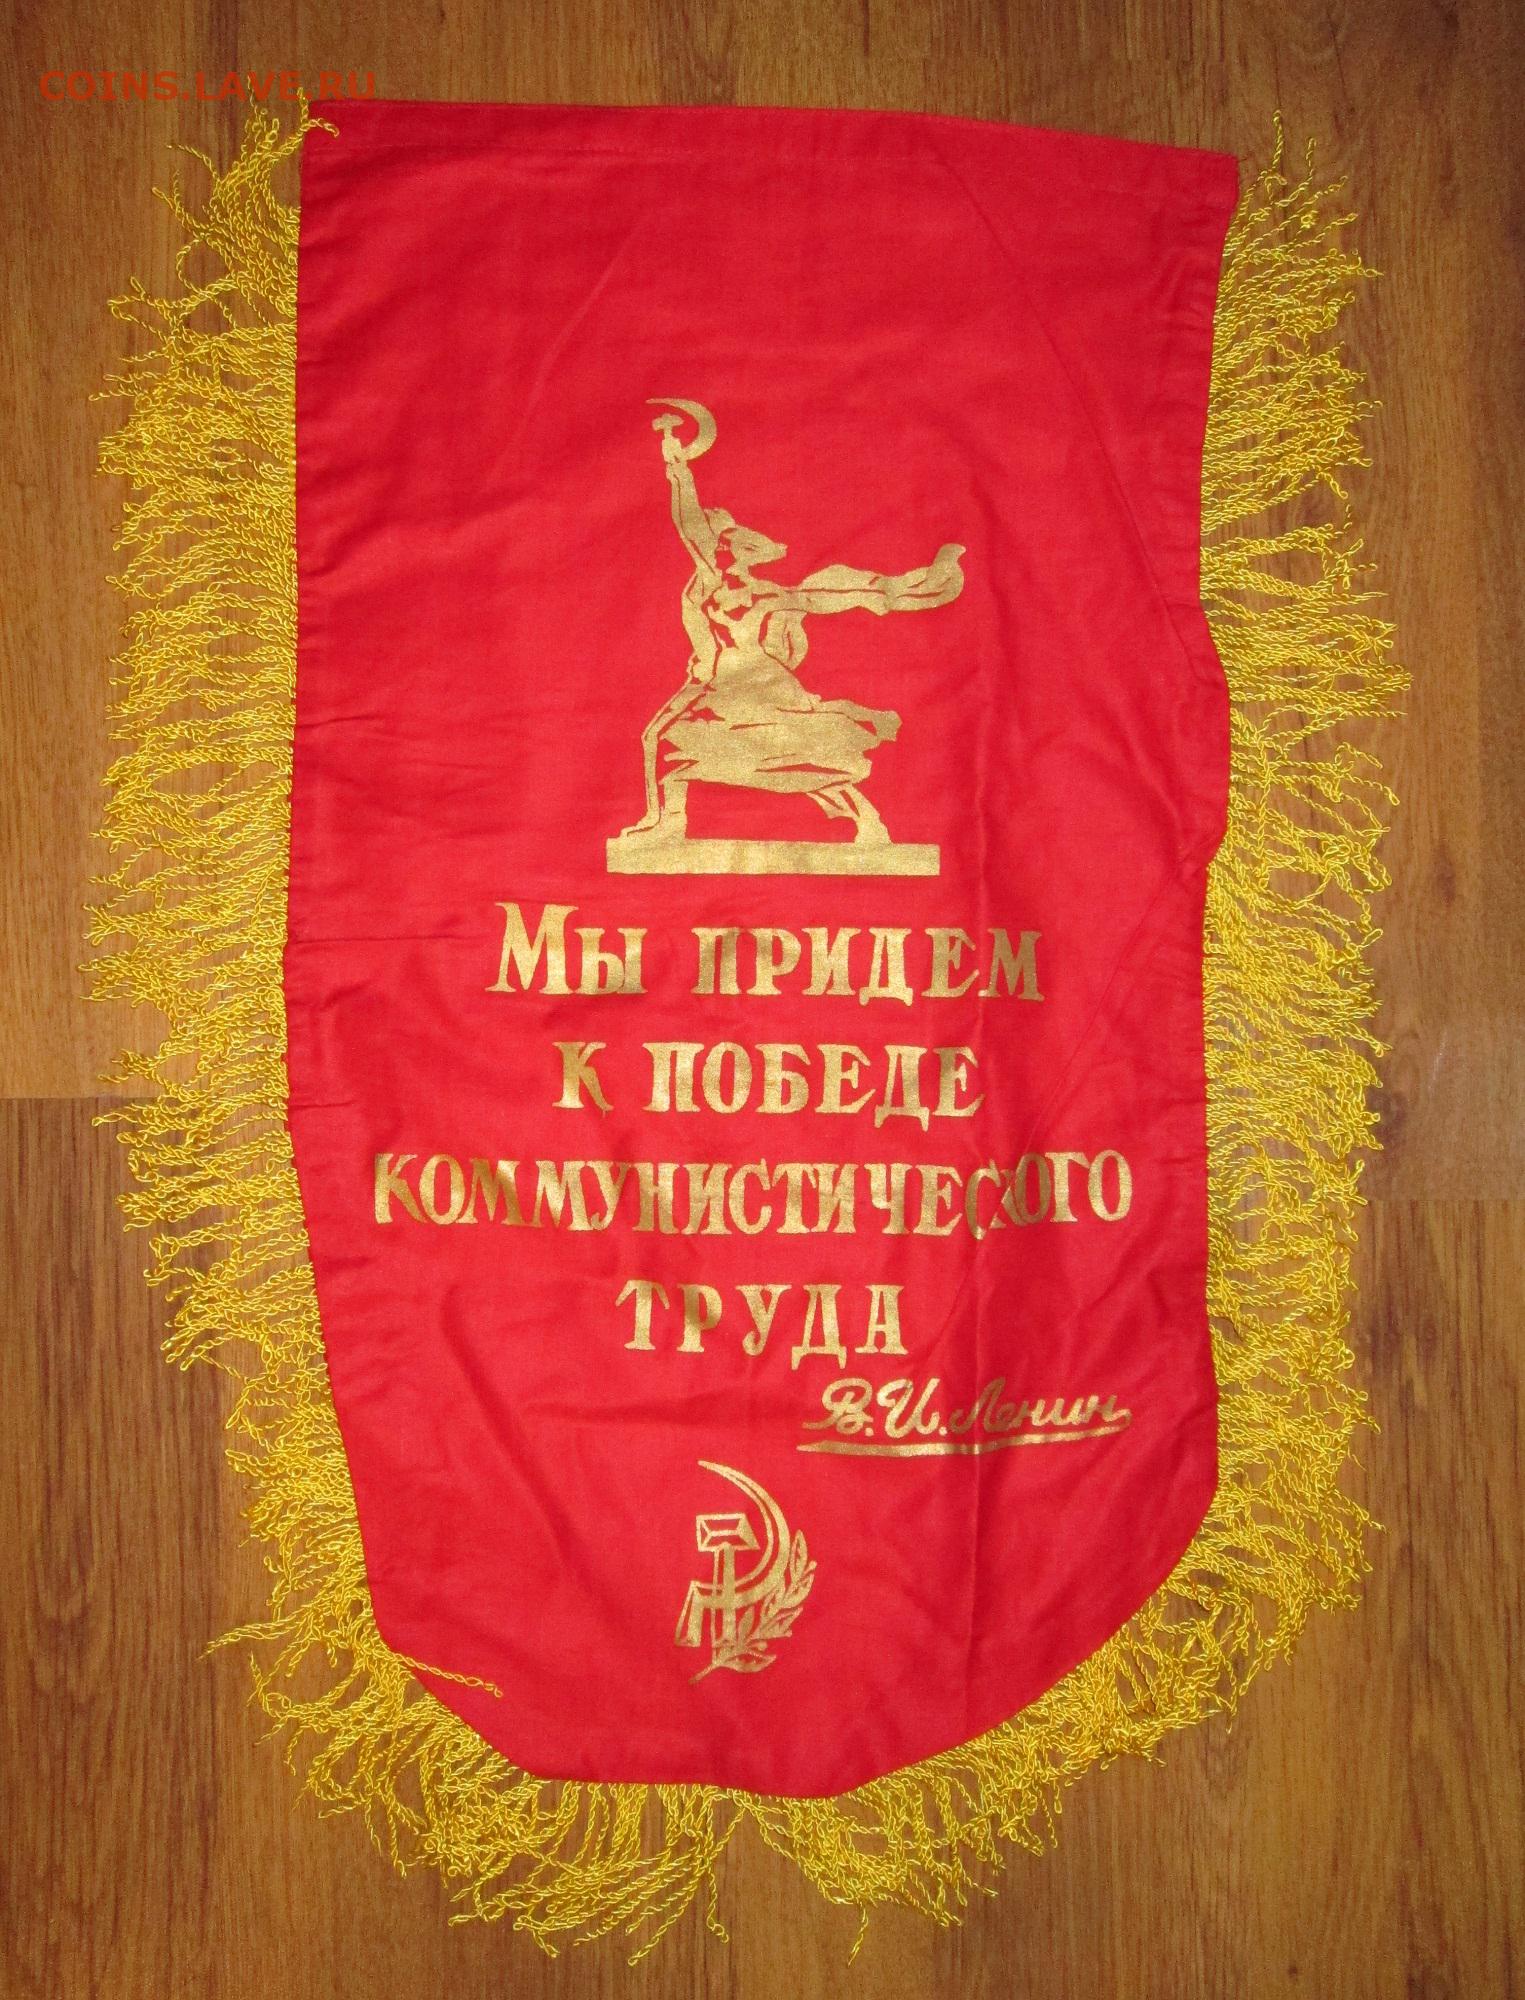 COINS.LAVE.RU
Мы придем
к победе
коммунистического
труда
В.И.Ленин